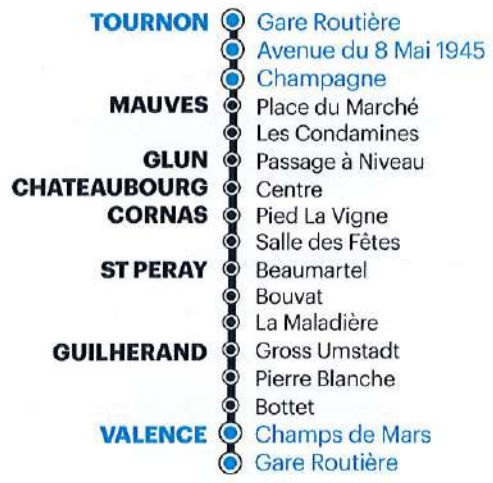 TOURNON Gare Routière
Avenue du 8 Mai 1945
Champagne
MAUVES Place du Marché
Les Condamines
GLUN Passage à Niveau
CHATEAUBOURG Centre
CORNAS Pied La Vigne
Salle des Fêtes
ST PERAY Beaumartel
Bouvat
La Maladière
GUILHERAND Gross Umstadt
Pierre Blanche
Bottet
VALENCE Champs de Mars
Gare Routière